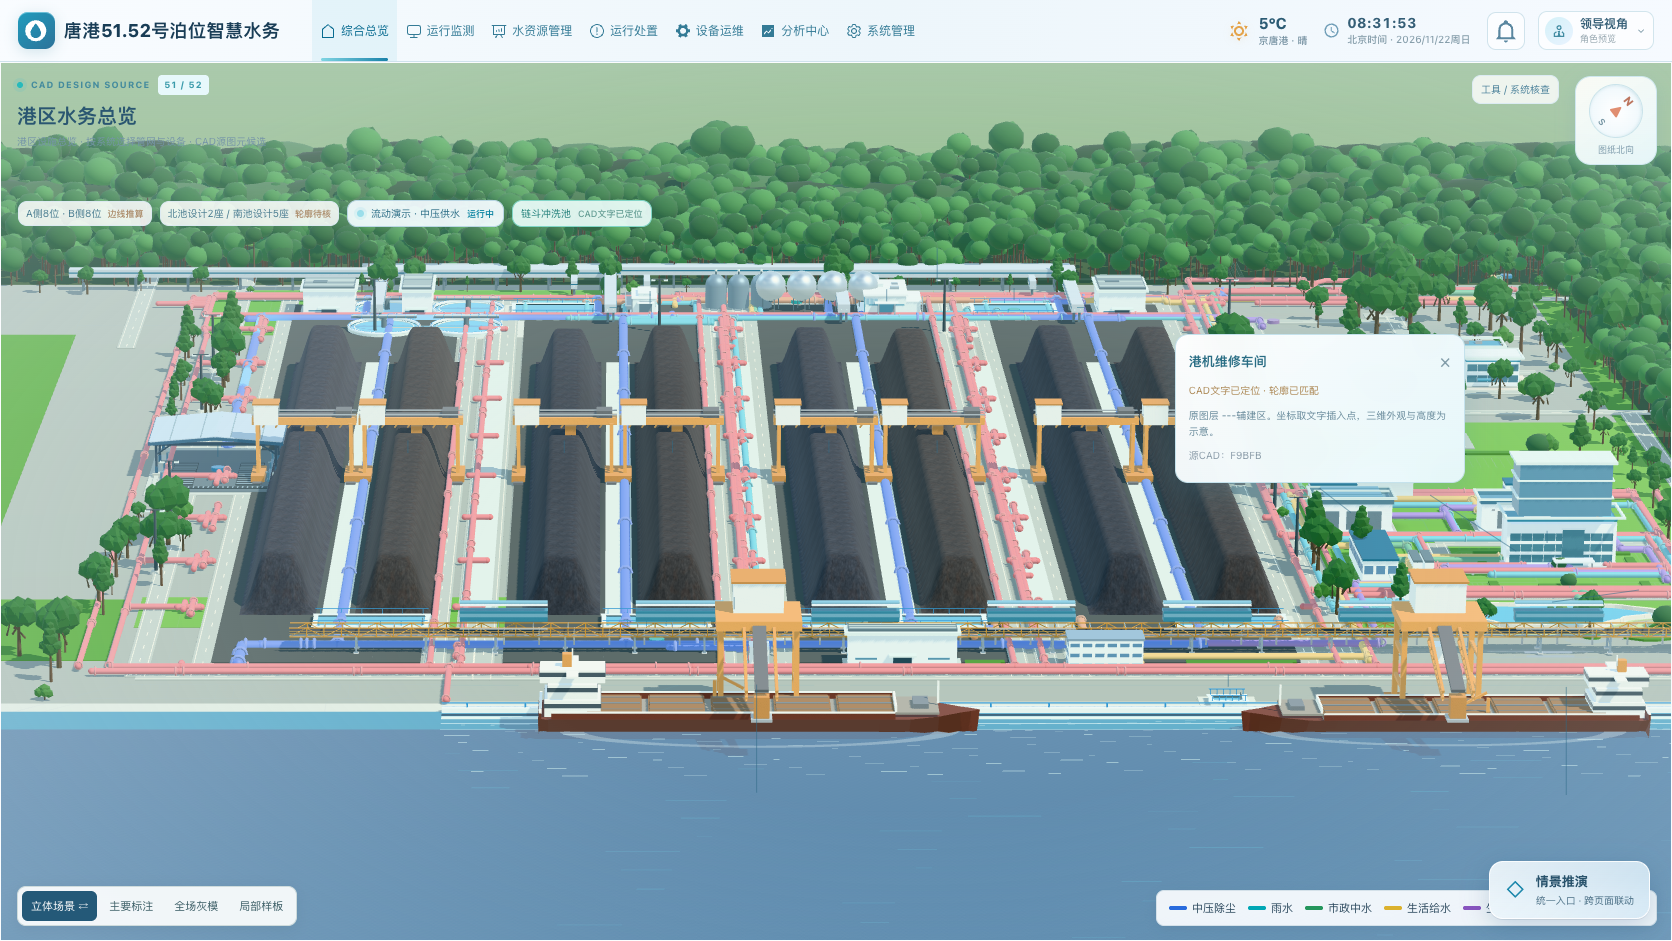 唐港51.52号泊位智慧水务
综合总览
运行监测
水资源管理
运行处置
设备运维
分析中心
系统管理
5°C
京唐港 · 晴
08:31:53
北京时间 · 2026/11/22周日
领导视角
角色预览
CAD DESIGN SOURCE
51 / 52
港区水务总览
CAD源图元候选
工具 / 系统核查
N
S
图纸北向
A侧8位 · B侧8位 边线推算
北池设计2座 / 南池设计5座 轮廓待核
流动演示 · 中压供水 运行中
链斗冲洗池 CAD文字已定位
港机维修车间
CAD文字已定位 · 轮廓已匹配
原图层 ---辅建区。坐标取文字插入点，三维外观与高度为
示意。
源CAD：F9BFB
立体场景
主要标注
全场灰模
局部样板
中压除尘
雨水
市政中水
生活给水
情景推演
统一入口 · 跨页面联动